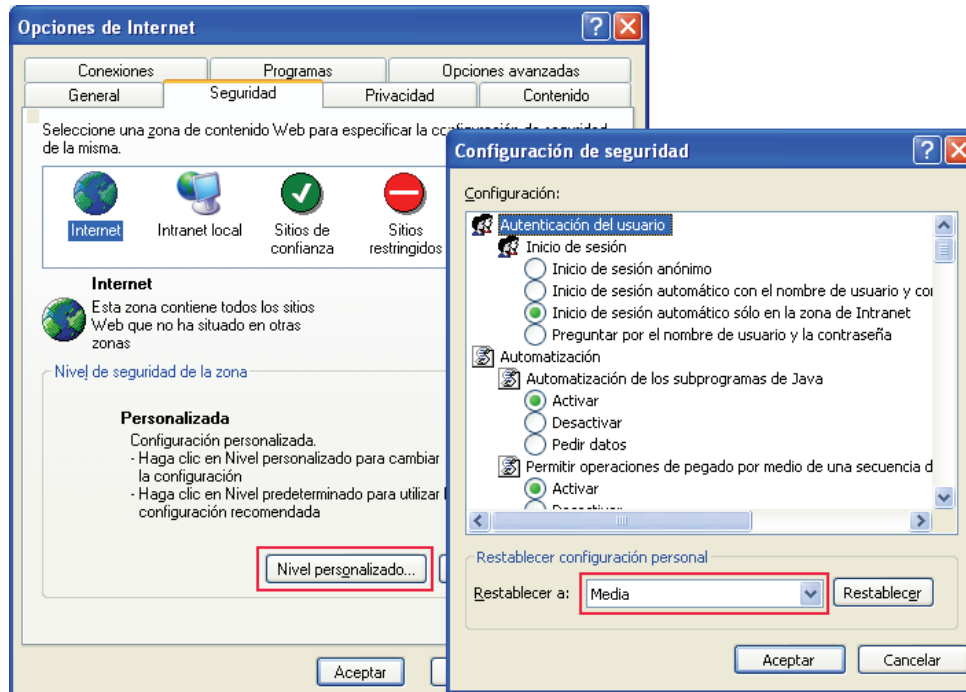 Opciones de Internet
Conexiones
Programas
Opciones avanzadas
General
Seguridad
Privacidad
Contenido
Seleccione una zona de contenido Web para especificar la configuración de seguridad
de la misma.
Internet
Intranet local
Sitios de
confianza
Sitios
restringidos
Internet
Esta zona contiene todos los sitios
Web que no ha situado en otras
zonas
Nivel de seguridad de la zona
Personalizada
Configuración personalizada.
- Haga clic en Nivel personalizado para cambiar
la configuración
- Haga clic en Nivel predeterminado para utilizar
configuración recomendada
Nivel personalizado...
Aceptar
Configuración de seguridad
Configuración:
Autenticación del usuario
Inicio de sesión
Inicio de sesión anónimo
Inicio de sesión automático con el nombre de usuario y
Inicio de sesión automático sólo en la zona de Intranet
Preguntar por el nombre de usuario y la contraseña
Automatización
Automatización de los subprogramas de Java
Activar
Desactivar
Pedir datos
Permitir operaciones de pegado por medio de una secuencia d
Activar
Desactivar
Restablecer configuración personal
Restablecer a:
Media
Restablecer
Aceptar
Cancelar